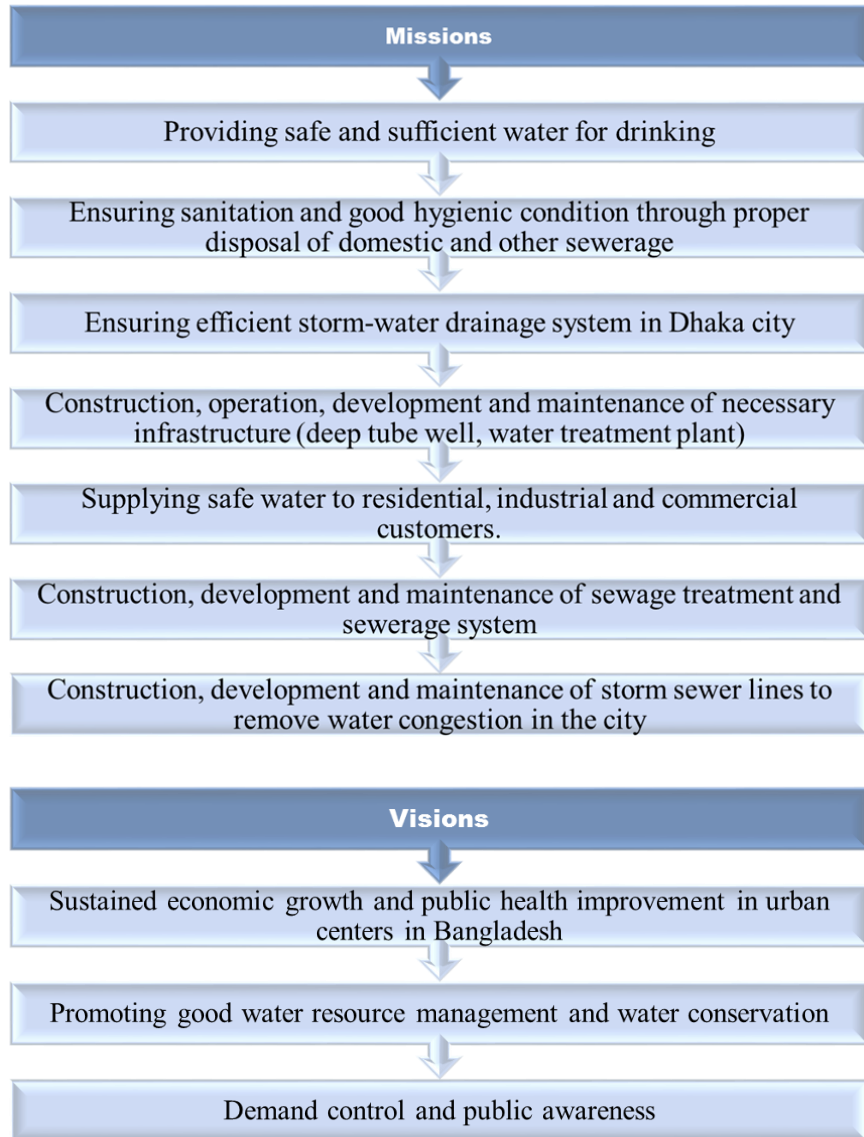 Missions
Providing safe and sufficient water for drinking
Ensuring sanitation and good hygienic condition through proper
disposal of domestic and other sewerage
Ensuring efficient storm-water drainage system in Dhaka city
Construction, operation, development and maintenance of necessary
infrastructure (deep tube well, water treatment plant)
Supplying safe water to residential, industrial and commercial
customers.
Construction, development and maintenance of sewage treatment and
sewerage system
Construction, development and maintenance of storm sewer lines to
remove water congestion in the city
Visions
Sustained economic growth and public health improvement in urban
centers in Bangladesh
Promoting good water resource management and water conservation
Demand control and public awareness